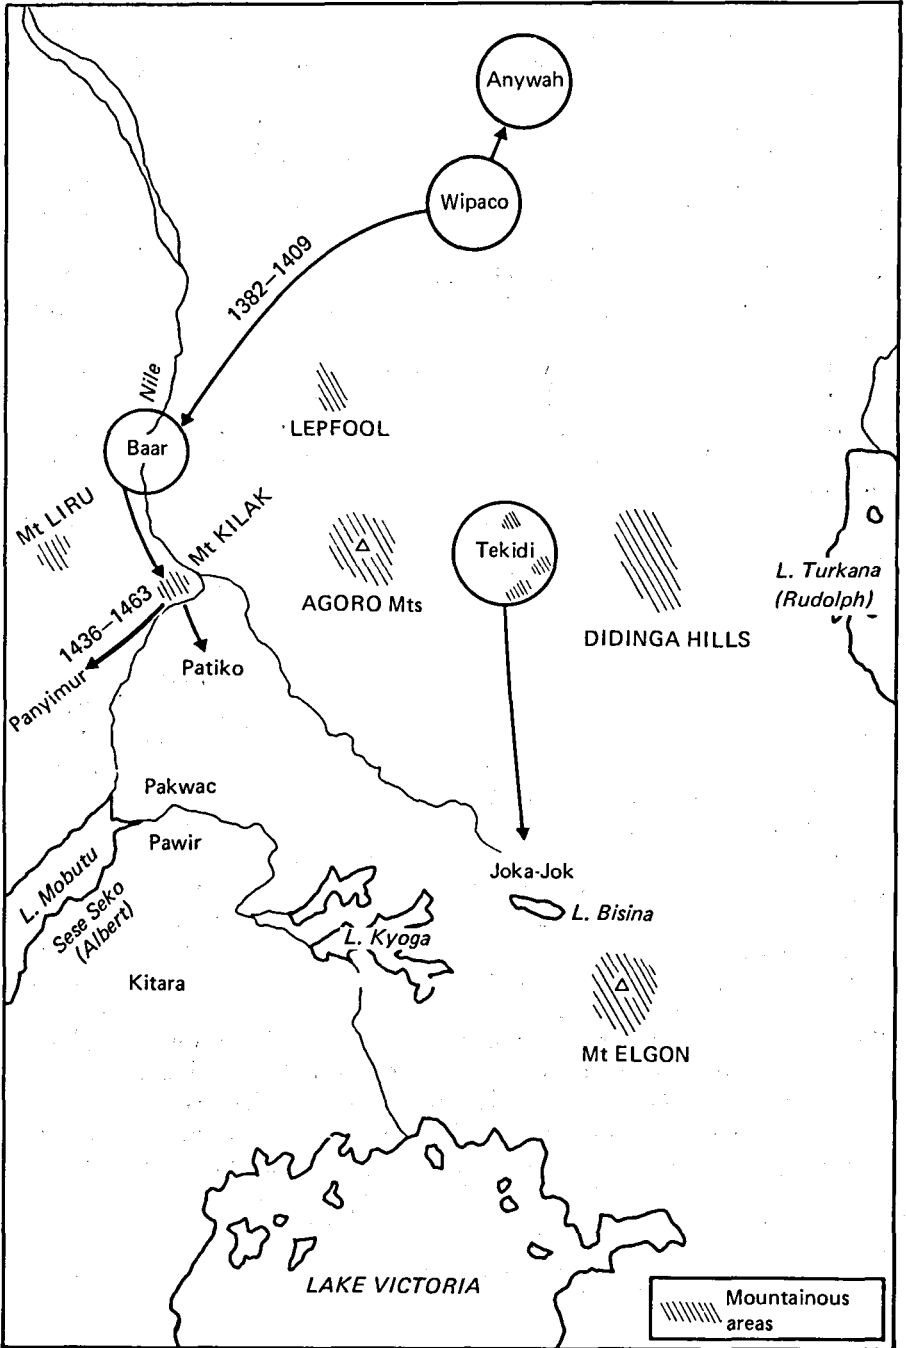 Anywah
Wipaco
1382–1409
Nile
LEPFOOL
Baar
Mt LIRU
Mt KILAK
Tekidi
AGORO Mts
DIDINGA HILLS
L. Turkana
(Rudolph)
1436–1463
Panyimur
Patiko
Pakwac
Pawir
L. Mobutu
Sese Seko
(Albert)
Joka-Jok
L. Bisina
L. Kyoga
Kitara
Mt ELGON
LAKE VICTORIA
Mountainous
areas